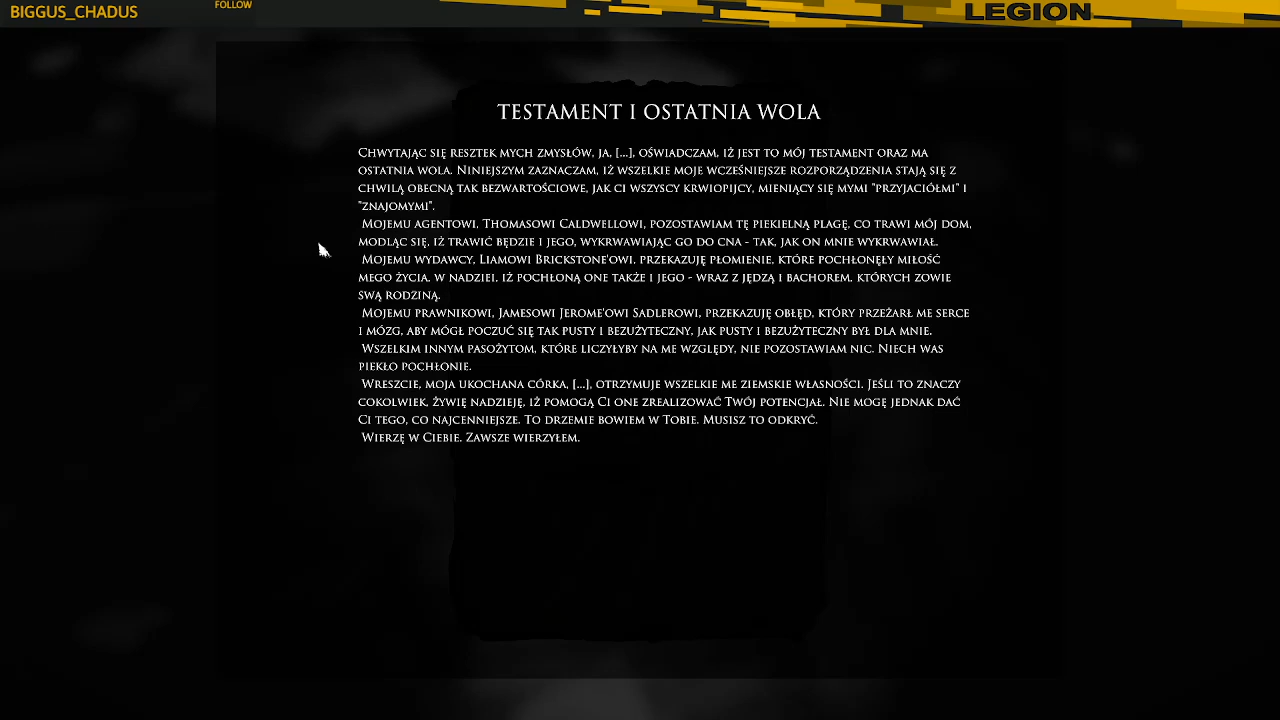 BIGGUS_CHADUS
FOLLOW
LEGION
TESTAMENT I OSTATNIA WOLA
CHWYTAJĄC SIĘ RESZTEK MYCH ZMYSŁÓW, JA, [...], OŚWIADCZAM, IŻ JEST TO MÓJ TESTAMENT ORAZ MA
OSTATNIA WOLA. NINIEJSZYM ZAZNACZAM, IŻ WSZELKIE MOJE WCZEŚNIEJSZE ROZPORZĄDZENIA STAJĄ SIĘ Z
CHWILĄ OBECNĄ TAK BEZWARTOŚCIOWE, JAK CI WSZYSCY KRWIOPIJCY, MIENIĄCY SIĘ MYMI "PRZYJACIÓŁMI" I
"ZNAJOMYMI".
MOJEMU AGENTOWI, THOMASOWI CALDWELLOWI, POZOSTAWIAM TĘ PIEKIELNĄ PLAGĘ, CO TRAWI MÓJ DOM,
MODLĄC SIĘ, IŻ TRAWIĆ BĘDZIE I JEGO, WYKRWAWIAJĄC GO DO CNA - TAK, JAK ON MNIE WYKRWAWIAŁ.
MOJEMU WYDAWCY, LIAMOWI BRICKSTONE'OWI, PRZEKAZUJĘ PŁOMIENIE, KTÓRE POCHŁONĘŁY MIŁOŚĆ
MEGO ŻYCIA, W NADZIEI, IŻ POCHŁONĄ ONE TAKŻE I JEGO - WRAZ Z JĘDZĄ I BACHOREM, KTÓRYCH ZOWIE
SWĄ RODZINĄ.
MOJEMU PRAWNIKOWI, JAMESOWI JEROME'OWI SADLEROWI, PRZEKAZUJĘ OBŁĘD, KTÓRY PRZEŻARŁ ME SERCE
I MÓZG, ABY MÓGŁ POCZUĆ SIĘ TAK PUSTY I BEZUŻYTECZNY, JAK PUSTY I BEZUŻYTECZNY BYŁ DLA MNIE.
WSZELKIM INNYM PASOŻYTOM, KTÓRE LICZYŁYBY NA ME WZGLĘDY, NIE POZOSTAWIAM NIC. NIECH WAS
PIEKŁO POCHŁONIE.
WRESZCIE, MOJA UKOCHANA CÓRKA, [...], OTRZYMUJE WSZELKIE ME ZIEMSKIE WŁASNOŚCI. JEŚLI TO ZNACZY
COKOLWIEK, ŻYWIĘ NADZIEJĘ, IŻ POMOGĄ CI ONE ZREALIZOWAĆ TWÓJ POTENCJAŁ. NIE MOGĘ JEDNAK DAĆ
CI TEGO, CO NAJCENNIEJSZE. TO DRZEMIE BOWIEM W TOBIE. MUSISZ TO ODKRYĆ.
WIERZĘ W CIEBIE. ZAWSZE WIERZYŁEM.